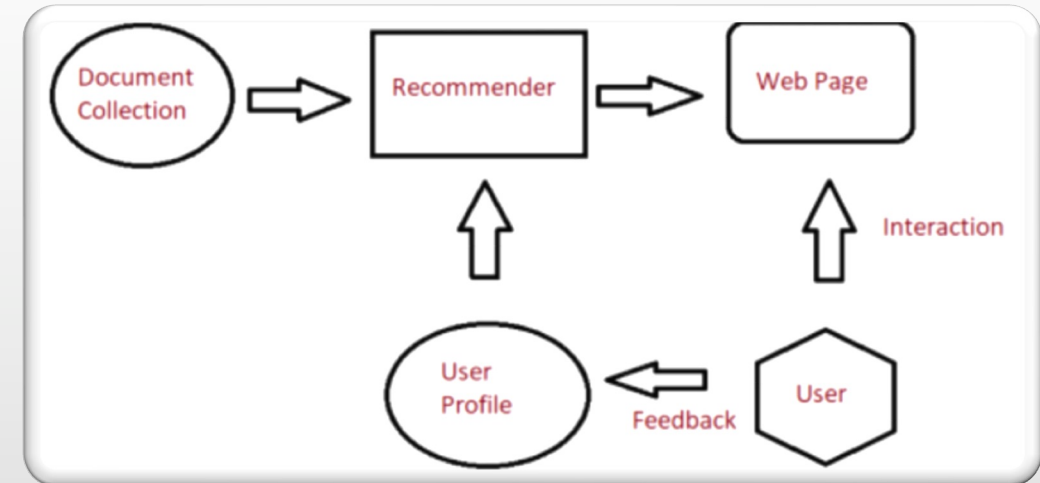 Document
Collection
Recommender
Web Page
Interaction
User
Profile
Feedback
User